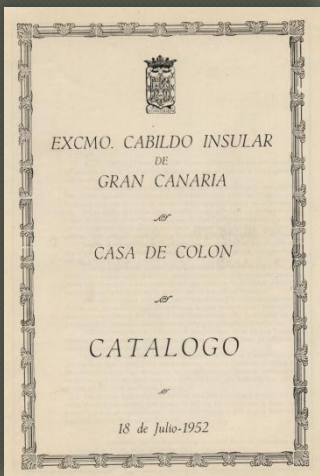 EXCMO. CABILDO INSULAR
DE
GRAN CANARIA
CASA DE COLON
CATALOGO
18 de Julio-1952